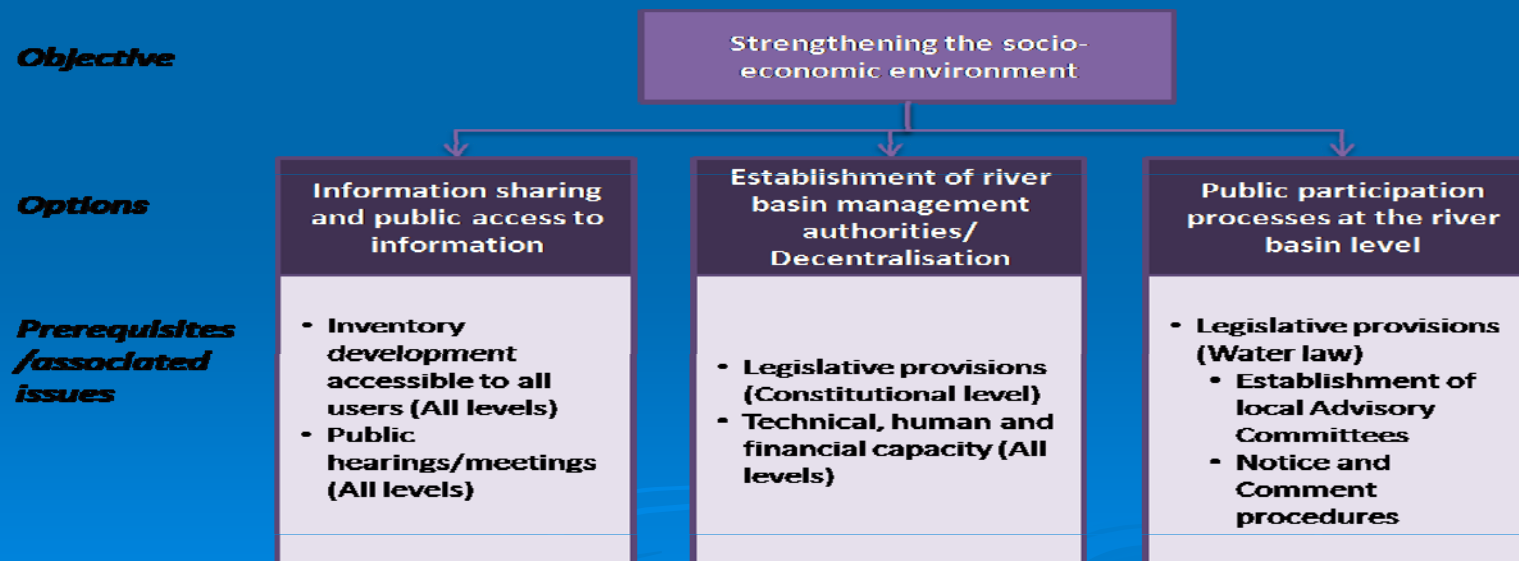 Objective
Strengthening the socio-
economic environment
Options
Information sharing
and public access to
information
Establishment of river
basin management
authorities/
Decentralisation
Public participation
processes at the river
basin level
Prerequisites
/associated
issues
• Inventory
development
accessible to all
users (All levels)
• Public
hearings/meetings
(All levels)
• Legislative provisions
(Constitutional level)
• Technical, human and
financial capacity (All
levels)
• Legislative provisions
(Water law)
• Establishment of
local Advisory
Committees
• Notice and
Comment
procedures